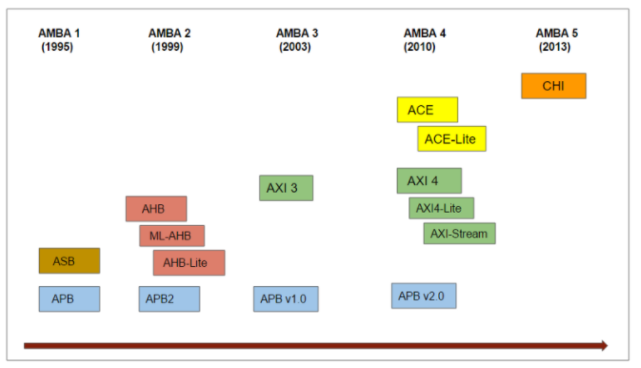 AMBA 1
(1995)
AMBA 2
(1999)
AMBA 3
(2003)
AMBA 4
(2010)
AMBA 5
(2013)
CHI
ACE
ACE-Lite
AXI 3
AXI 4
AXI4-Lite
AXI-Stream
AHB
ML-AHB
AHB-Lite
ASB
APB
APB2
APB v1.0
APB v2.0